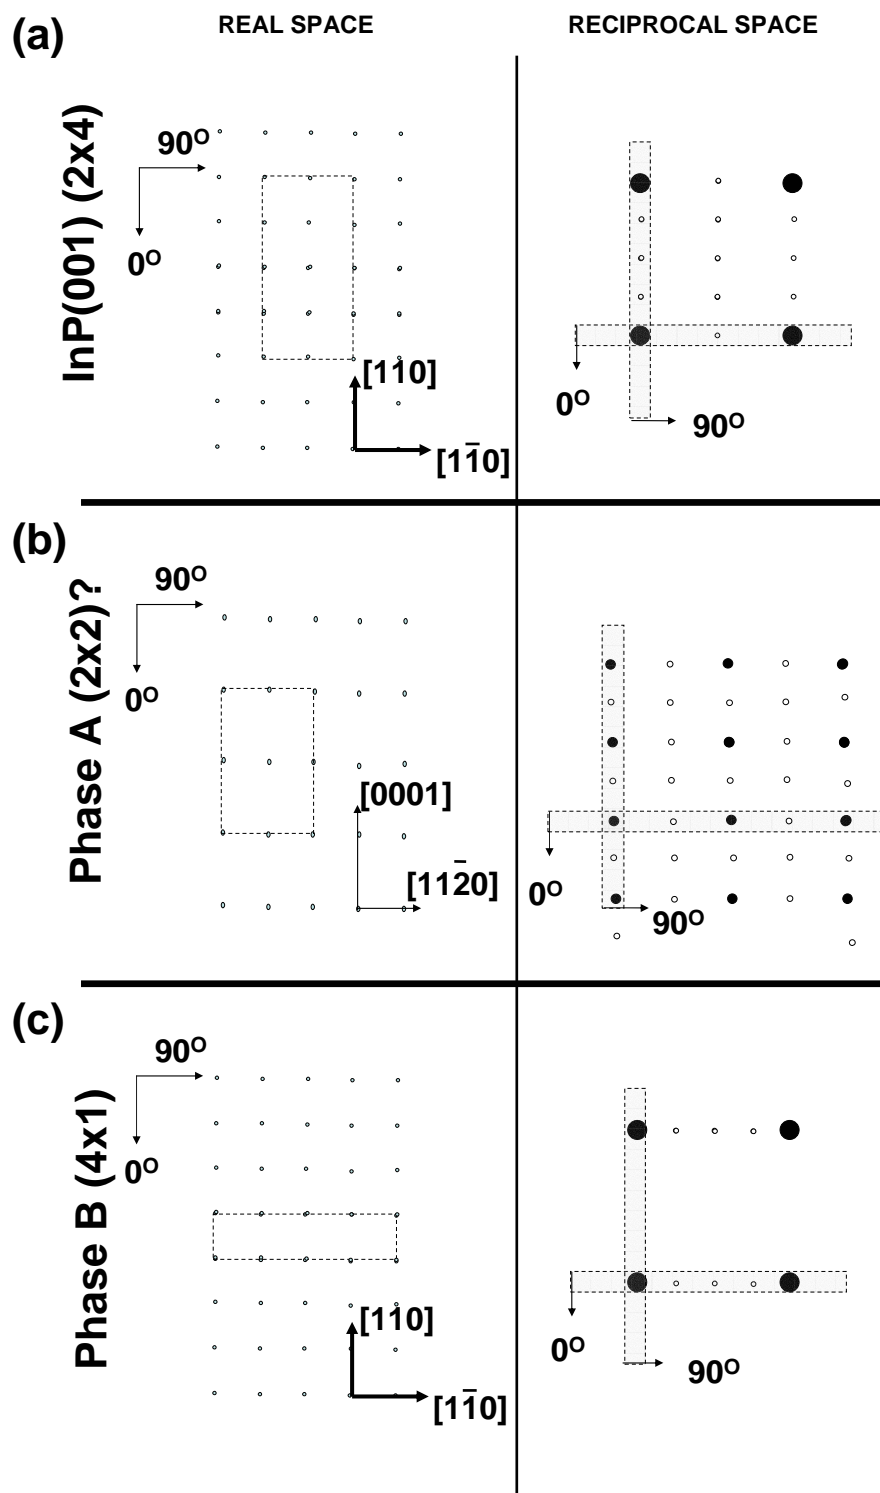 (a)
REAL SPACE
RECIPROCAL SPACE
InP(001) (2x4)
90O
0O
[110]
[11̅0]
0O
90O
(b)
Phase A (2x2)?
90O
0O
[0001]
[112̅0]
0O
90O
(c)
Phase B (4x1)
90O
0O
[110]
[11̅0]
0O
90O